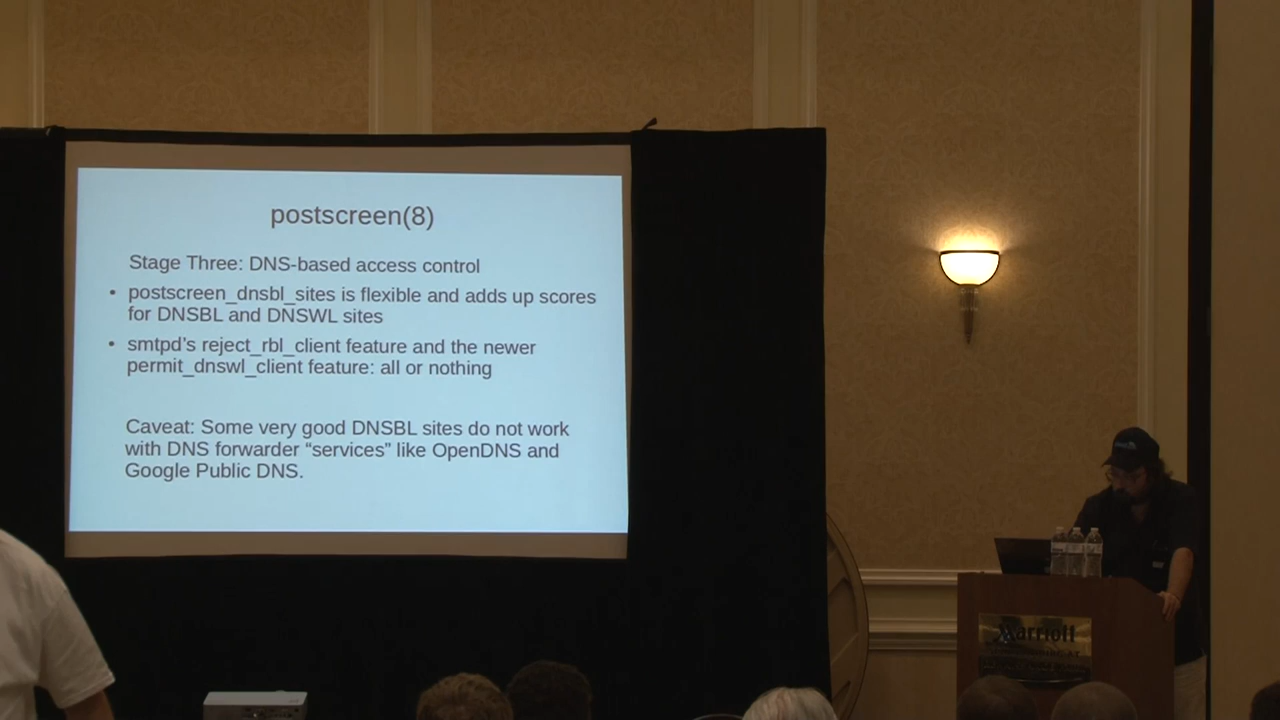 postscreen(8)
Stage Three: DNS-based access control
• postscreen_dnsbl_sites is flexible and adds up scores
for DNSBL and DNSWL sites
• smtpd's reject_rbl_client feature and the newer
permit_dnswl_client feature: all or nothing
Caveat: Some very good DNSBL sites do not work
with DNS forwarder “services” like OpenDNS and
Google Public DNS.
Marriott